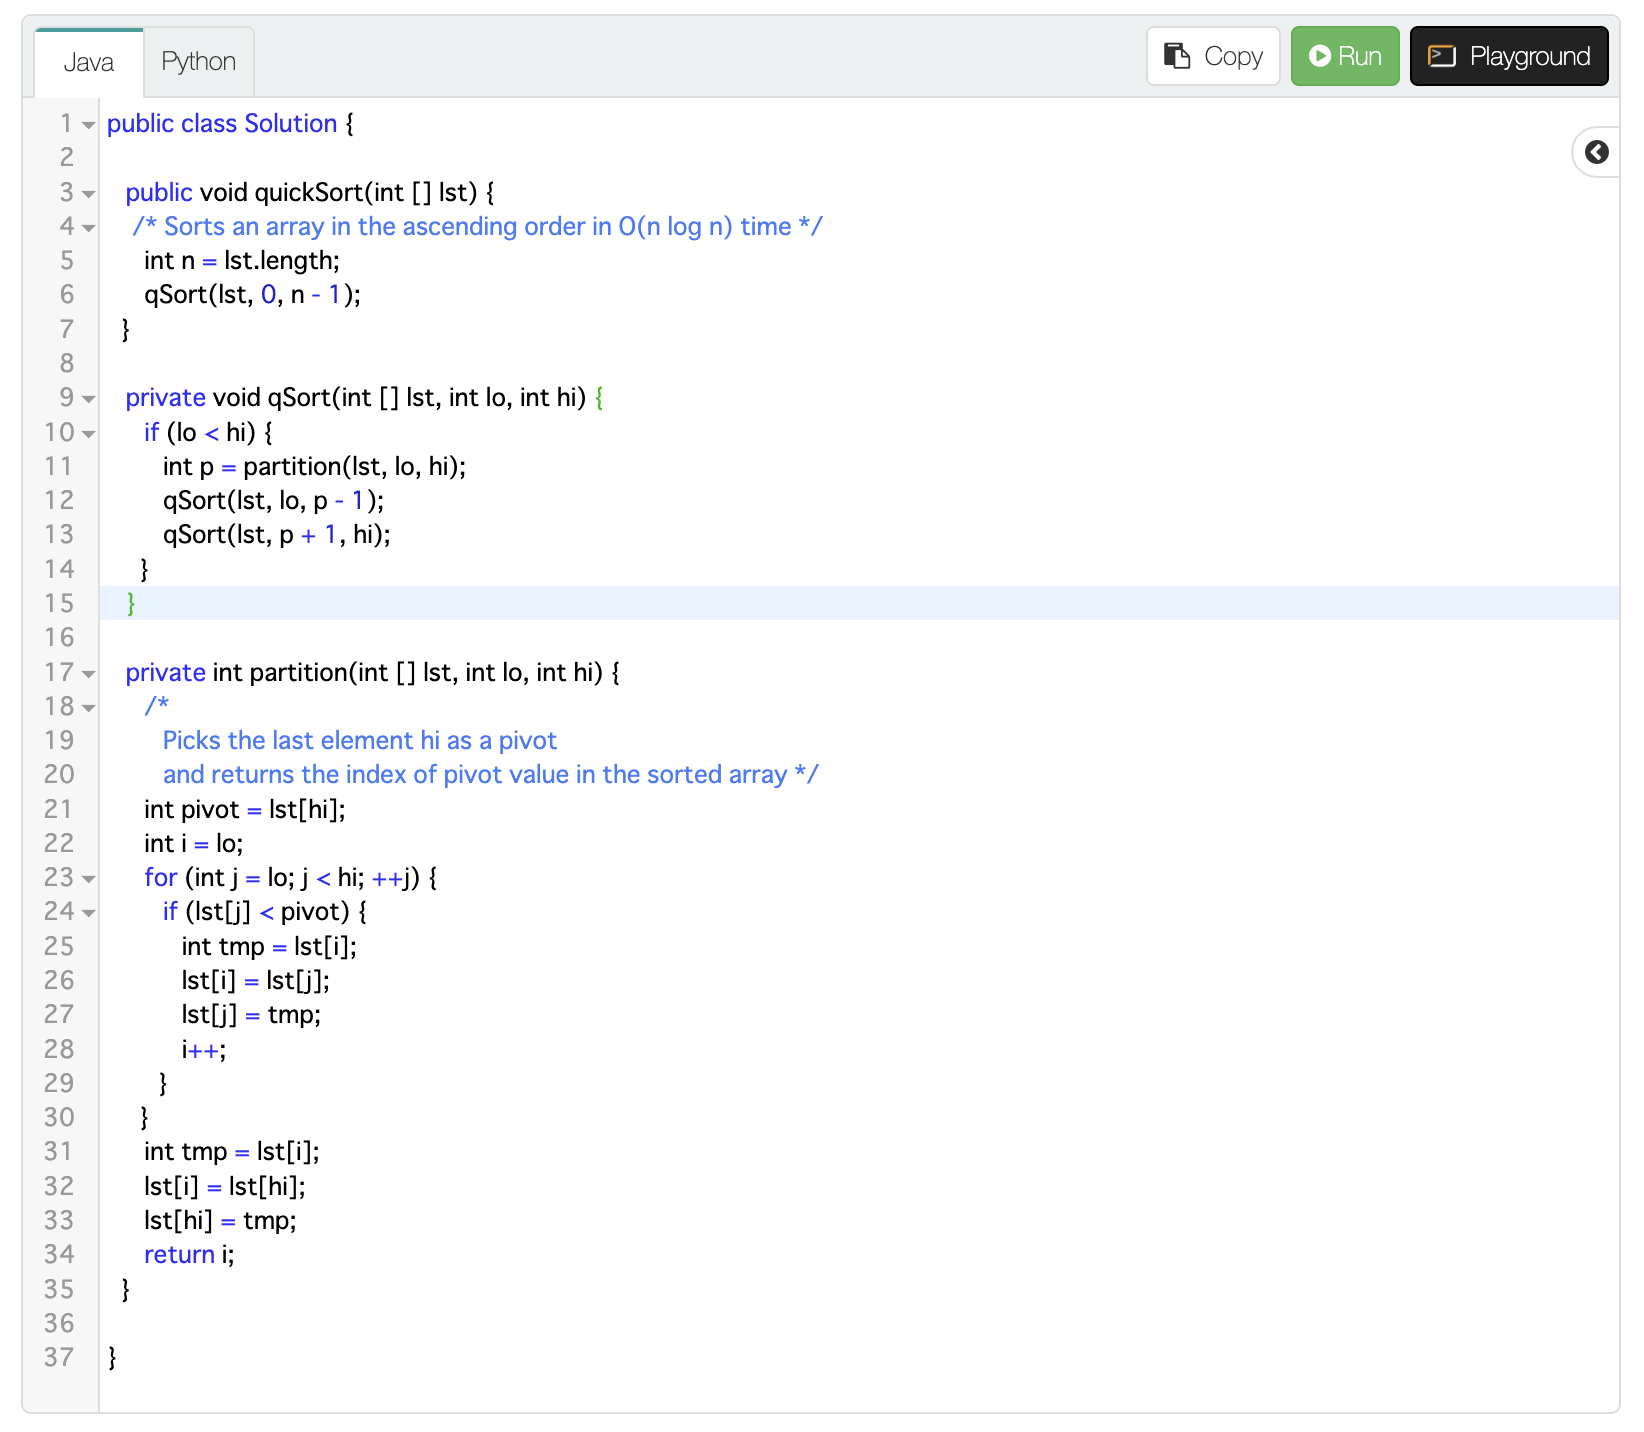 Java Python Copy Run Playground
1 public class Solution {
2
3 public void quickSort(int [] lst) {
4 /* Sorts an array in the ascending order in O(n log n) time */
5 int n = lst.length;
6 qSort(lst, 0, n - 1);
7 }
8
9 private void qSort(int [] lst, int lo, int hi) {
10 if (lo < hi) {
11 int p = partition(lst, lo, hi);
12 qSort(lst, lo, p - 1);
13 qSort(lst, p + 1, hi);
14 }
15 }
16
17 private int partition(int [] lst, int lo, int hi) {
18 /*
19 Picks the last element hi as a pivot
20 and returns the index of pivot value in the sorted array */
21 int pivot = lst[hi];
22 int i = lo;
23 for (int j = lo; j < hi; ++j) {
24 if (lst[j] < pivot) {
25 int tmp = lst[i];
26 lst[i] = lst[j];
27 lst[j] = tmp;
28 i++;
29 }
30 }
31 int tmp = lst[i];
32 lst[i] = lst[hi];
33 lst[hi] = tmp;
34 return i;
35 }
36
37 }